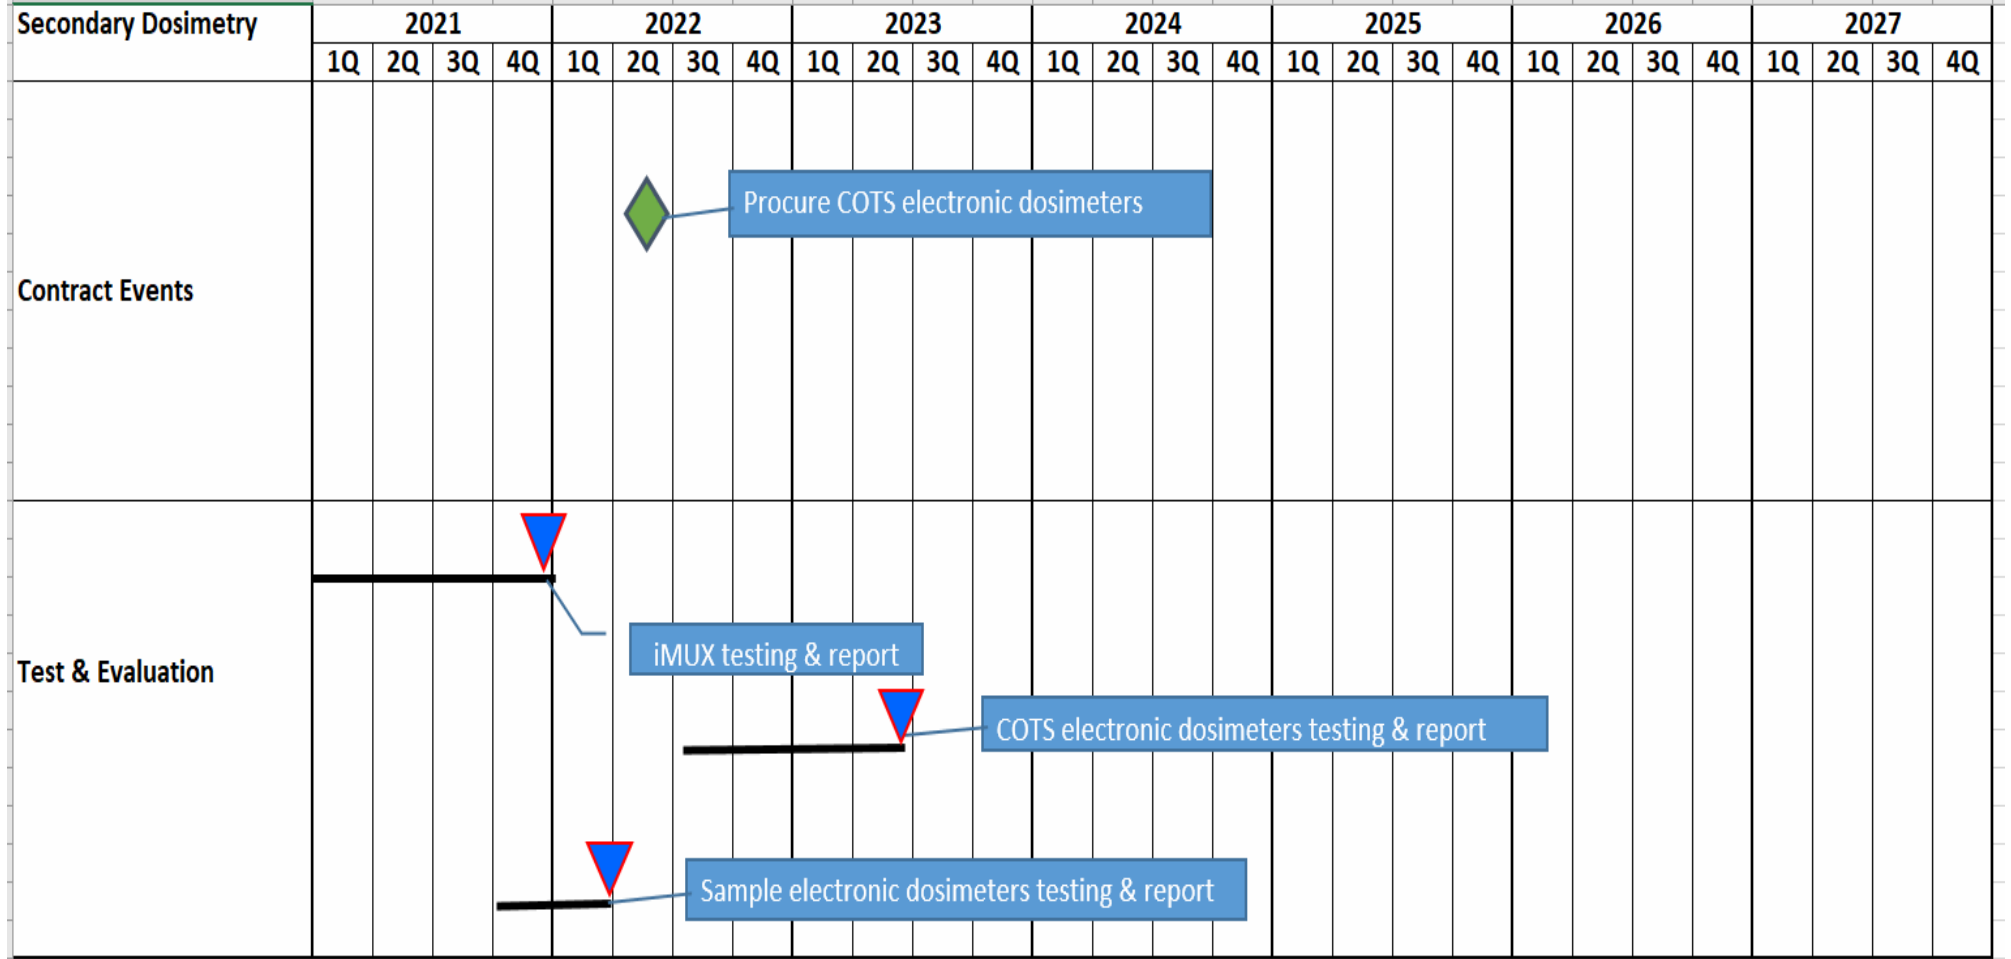 Secondary Dosimetry 2021 2022 2023 2024 2025 2026 2027
1Q 2Q 3Q 4Q 1Q 2Q 3Q 4Q 1Q 2Q 3Q 4Q 1Q 2Q 3Q 4Q 1Q 2Q 3Q 4Q 1Q 2Q 3Q 4Q 1Q 2Q 3Q 4Q
Procure COTS electronic dosimeters
Contract Events
iMUX testing & report
Test & Evaluation
COTS electronic dosimeters testing & report
Sample electronic dosimeters testing & report